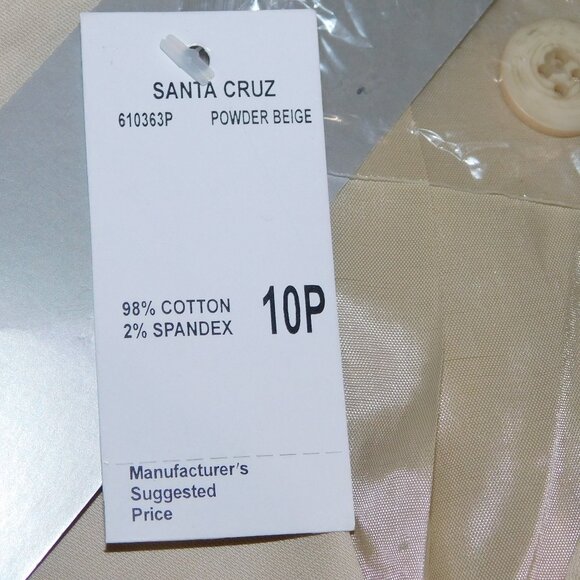 SANTA CRUZ
610363P POWDER BEIGE
98% COTTON
2% SPANDEX
10P
Manufacturer's
Suggested
Price